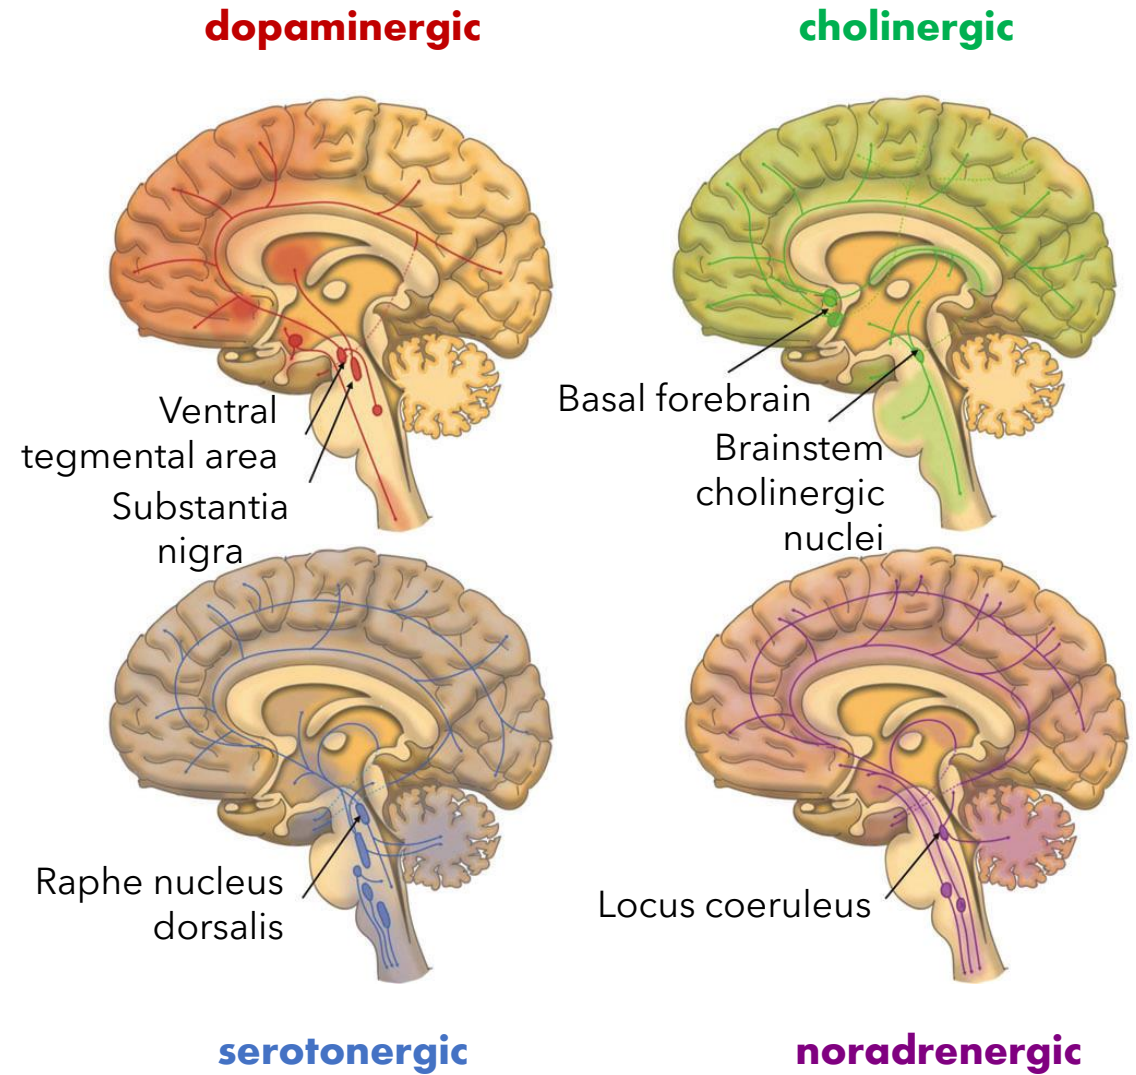 dopaminergic
cholinergic
Ventral
tegmental area
Substantia
nigra
Basal forebrain
Brainstem
cholinergic
nuclei
Raphe nucleus
dorsalis
Locus coeruleus
serotonergic
noradrenergic